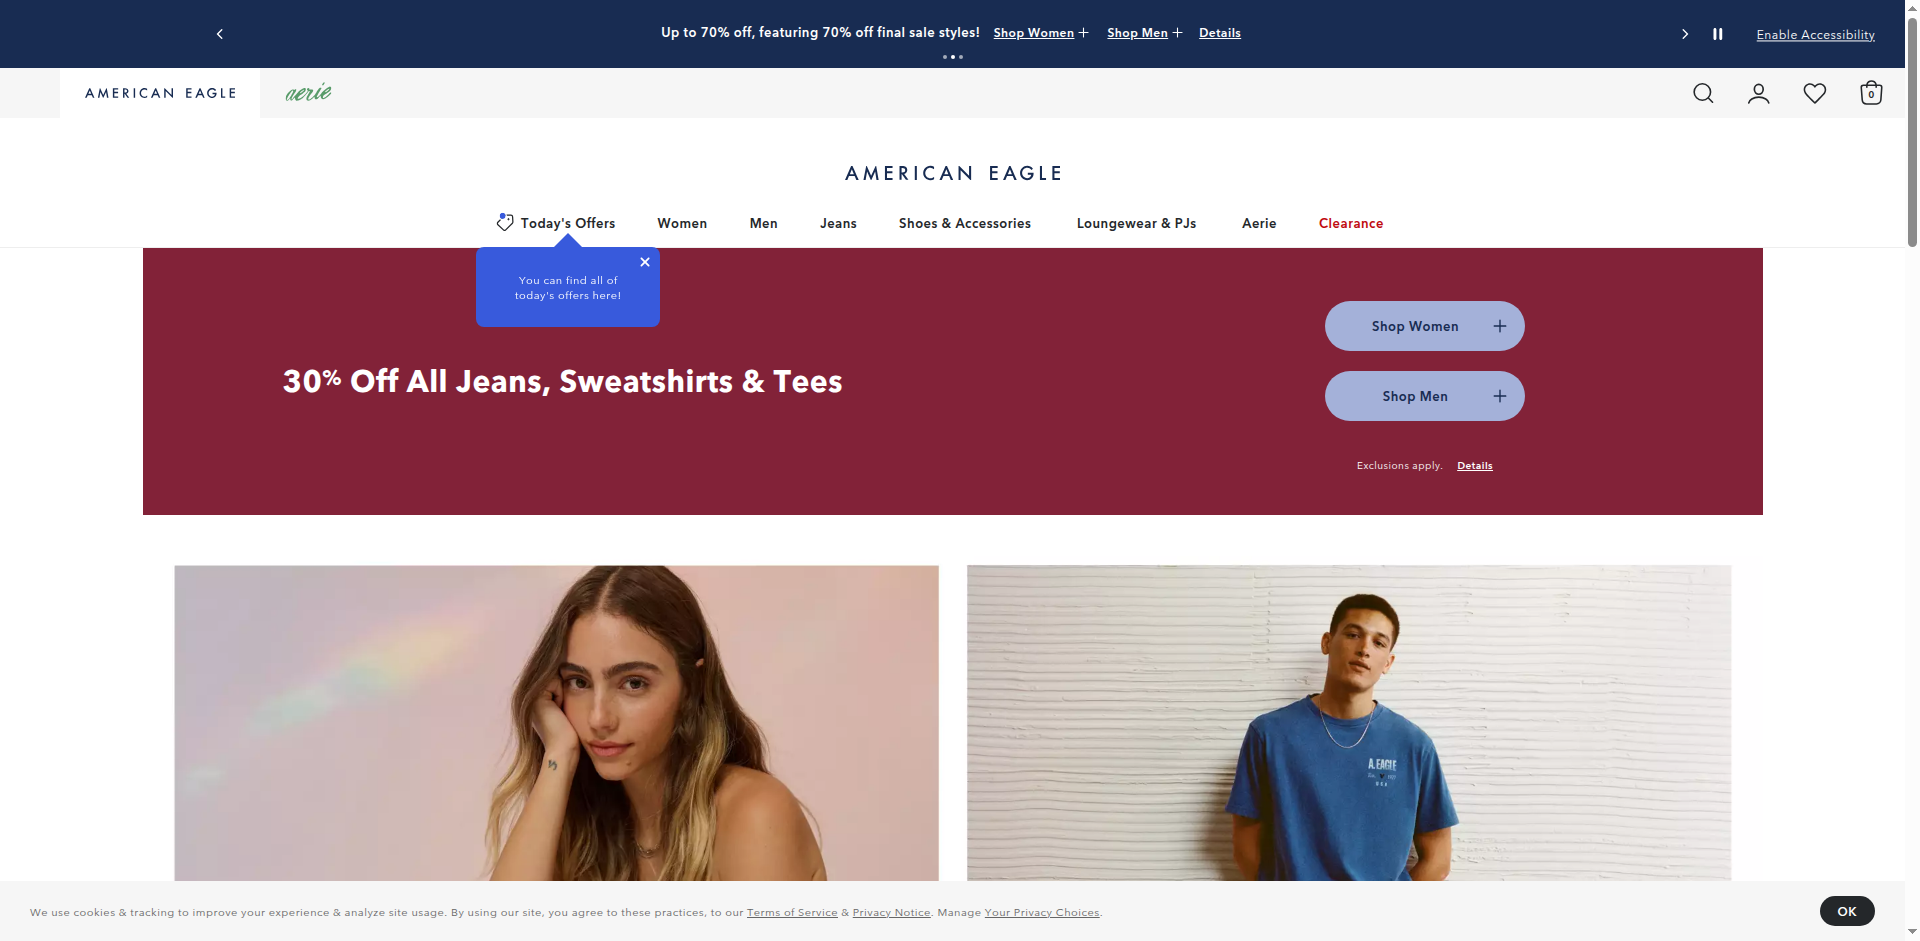 Up to 70% off, featuring 70% off final sale styles! Shop Women + Shop Men + Details
Enable Accessibility
AMERICAN EAGLE
aerie
0
AMERICAN EAGLE
Today's Offers Women Men Jeans Shoes & Accessories Loungewear & PJs Aerie Clearance
You can find all of
today's offers here!
30% Off All Jeans, Sweatshirts & Tees
Shop Women +
Shop Men +
Exclusions apply. Details
A.EAGLE
USA
We use cookies & tracking to improve your experience & analyze site usage. By using our site, you agree to these practices, to our Terms of Service & Privacy Notice. Manage Your Privacy Choices.
OK